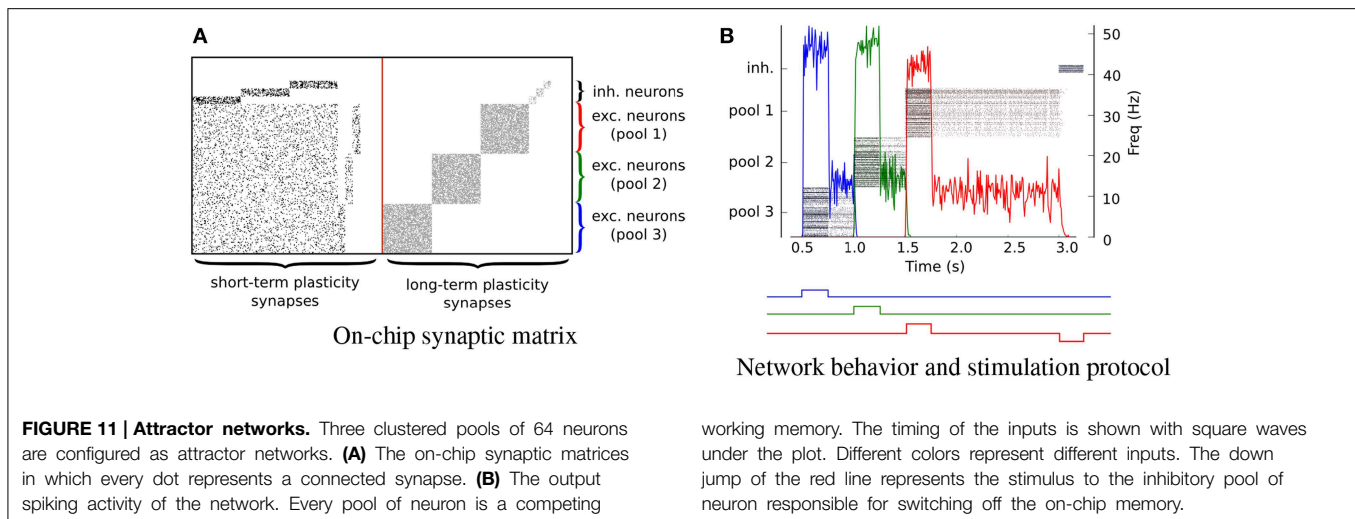 A
inh. neurons
exc. neurons
(pool 1)
exc. neurons
(pool 2)
exc. neurons
(pool 3)
short-term plasticity
synapses
long-term plasticity
synapses
On-chip synaptic matrix
B
inh.
pool 1
pool 2
pool 3
50
40
30
20
10
0
Freq (Hz)
0.5 1.0 1.5 2.0 2.5 3.0
Time (s)
Network behavior and stimulation protocol
FIGURE 11 | Attractor networks. Three clustered pools of 64 neurons
are configured as attractor networks. (A) The on-chip synaptic matrices
in which every dot represents a connected synapse. (B) The output
spiking activity of the network. Every pool of neuron is a competing
working memory. The timing of the inputs is shown with square waves
under the plot. Different colors represent different inputs. The down
jump of the red line represents the stimulus to the inhibitory pool of
neuron responsible for switching off the on-chip memory.